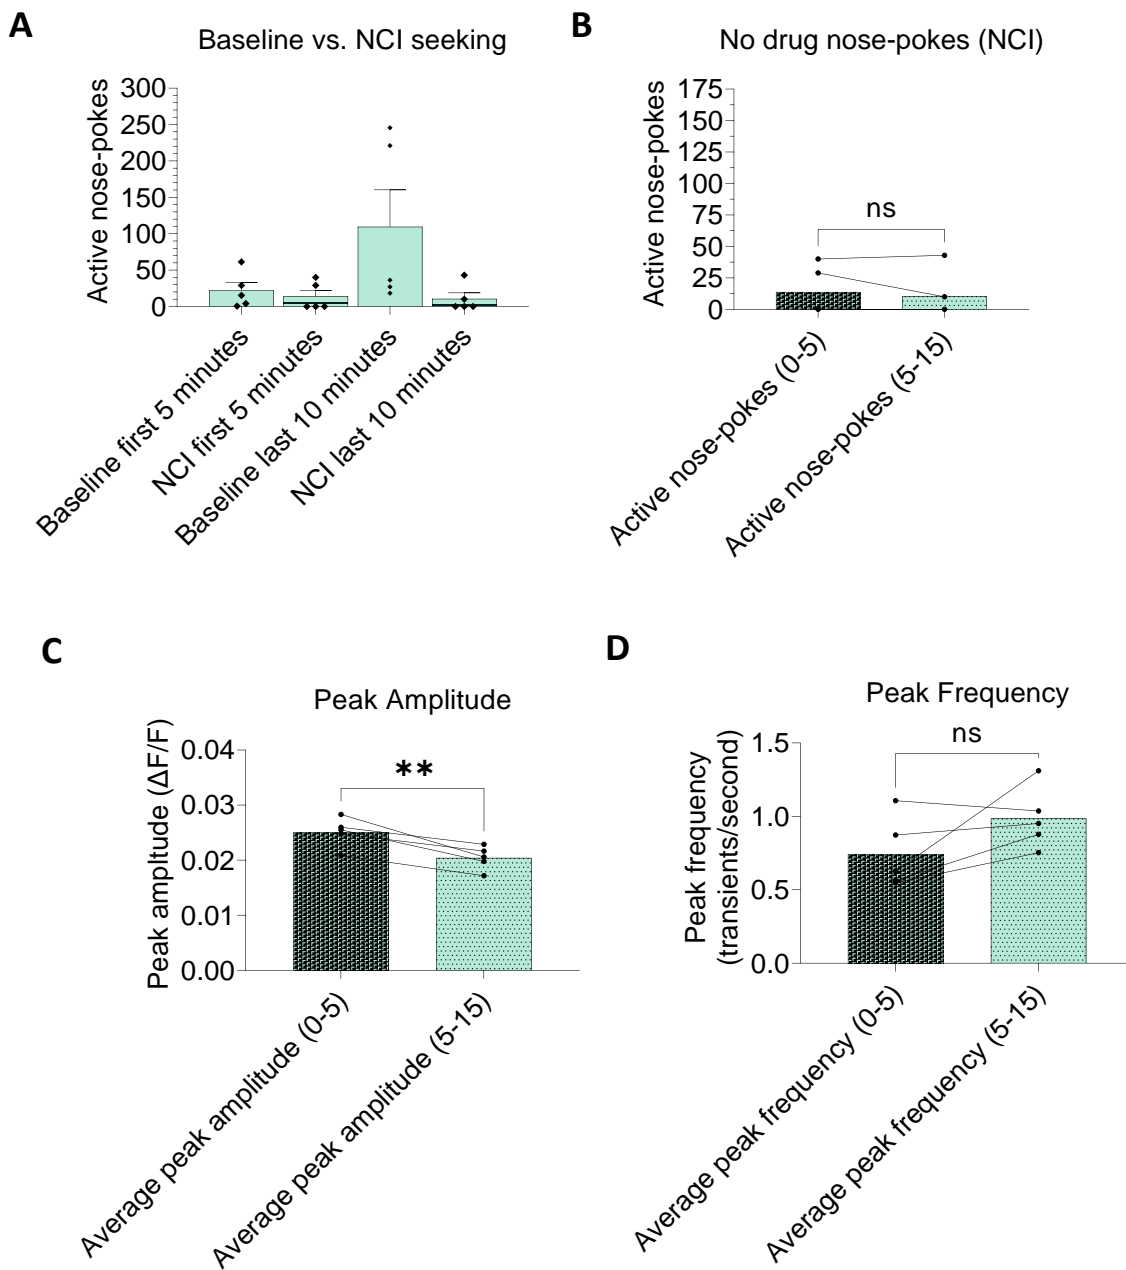 A
Baseline vs. NCI seeking
Active nose-pokes
300
250
200
150
100
50
0
Baseline first 5 minutes
NCI first 5 minutes
Baseline last 10 minutes
NCI last 10 minutes
B
No drug nose-pokes (NCI)
Active nose-pokes
175
150
125
100
75
50
25
0
ns
Active nose-pokes (0-5)
Active nose-pokes (5-15)
C
Peak Amplitude
Peak amplitude (ΔF/F)
0.04
0.03
0.02
0.01
0.00
**
Average peak amplitude (0-5)
Average peak amplitude (5-15)
D
Peak Frequency
Peak frequency
(transients/second)
1.5
1.0
0.5
0.0
ns
Average peak frequency (0-5)
Average peak frequency (5-15)